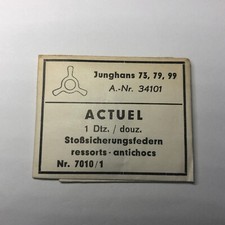 Junghans 73, 79, 99
A.-Nr. 34101
ACTUEL
1 Dtz. / douz.
Stoßsicherungsfedern
ressorts - antichocs
Nr. 7010/1